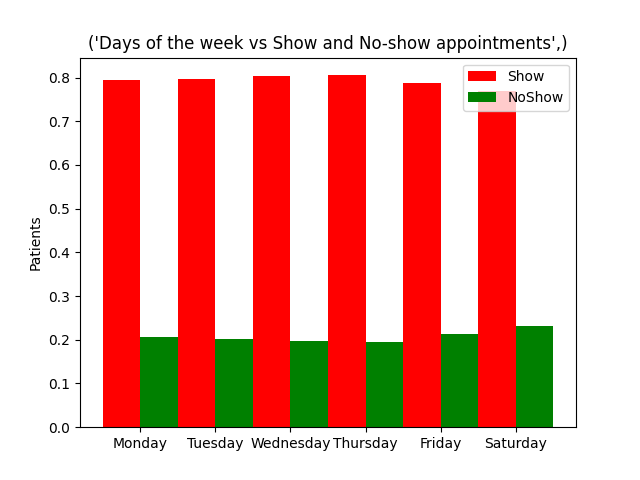 ('Days of the week vs Show and No-show appointments',)
Show
NoShow
Patients
0.8
0.7
0.6
0.5
0.4
0.3
0.2
0.1
0.0
Monday Tuesday Wednesday Thursday Friday Saturday